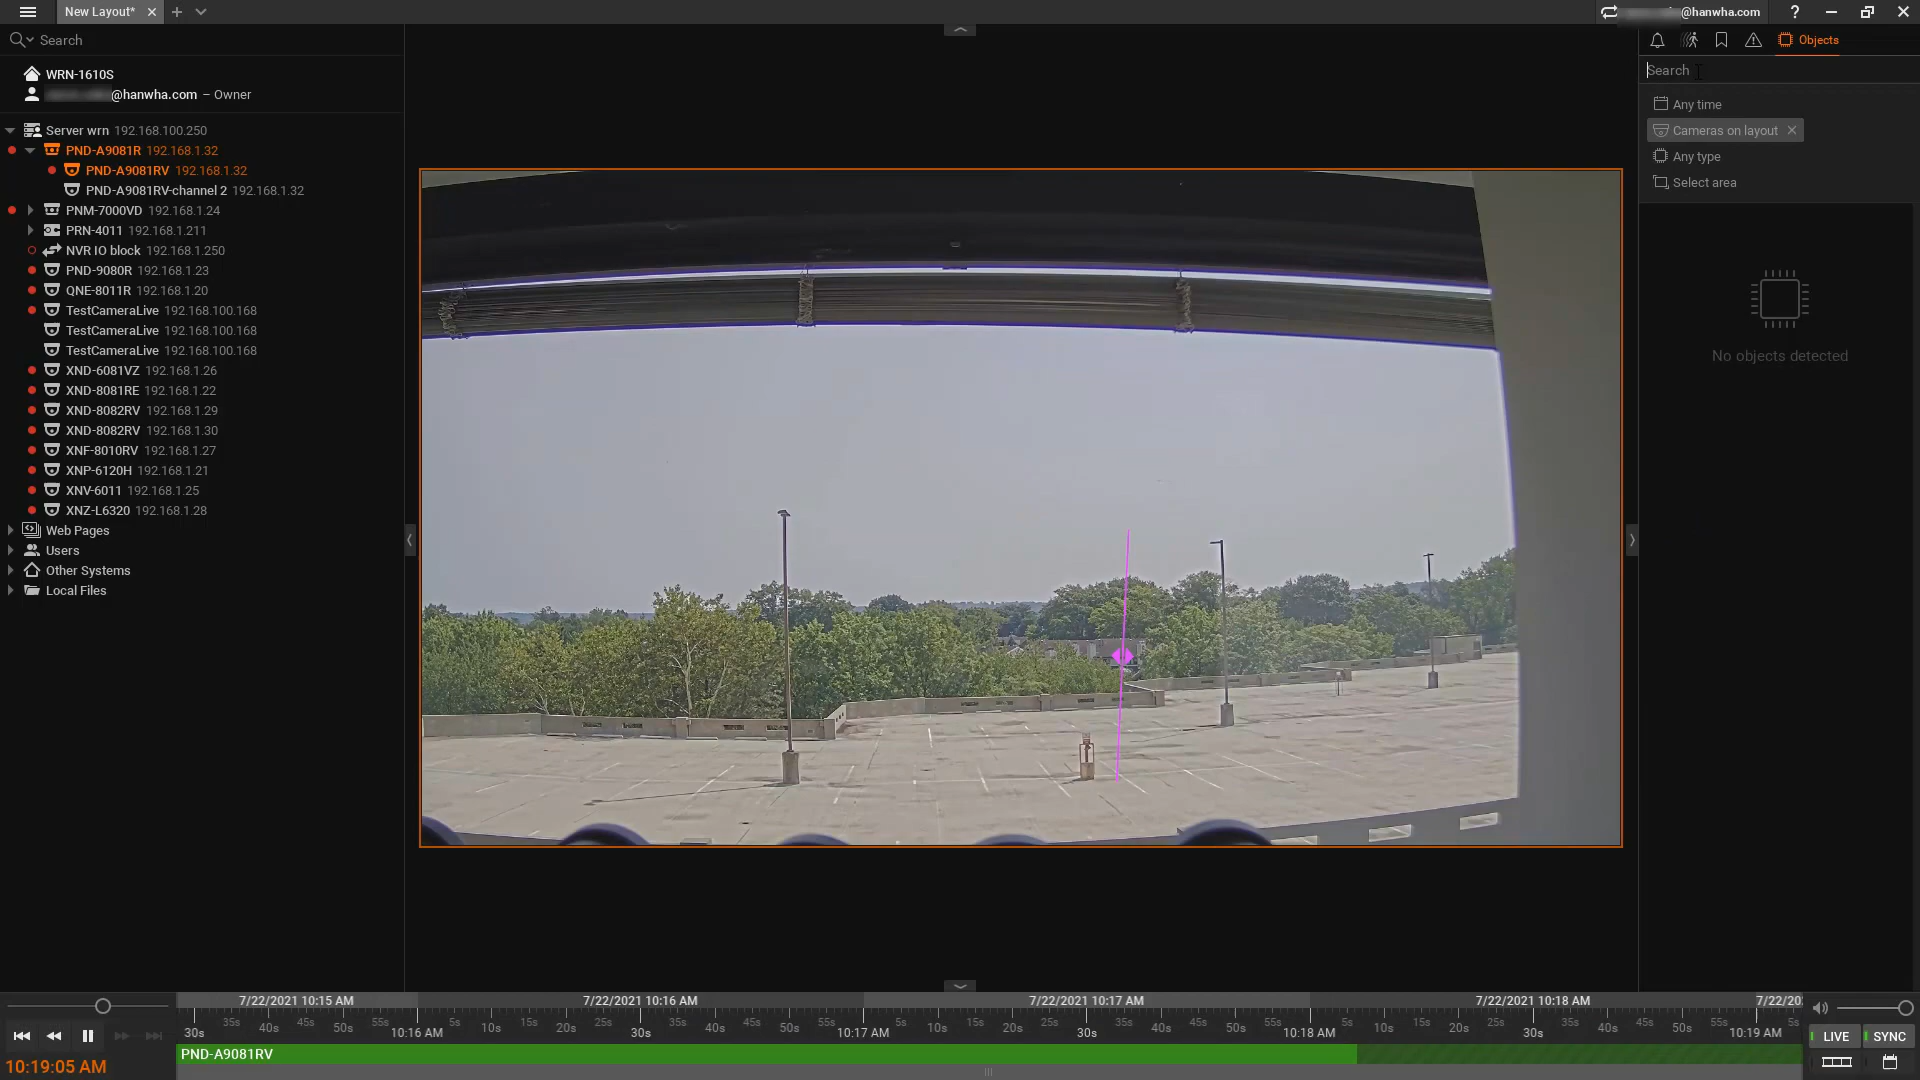 New Layout*
@hanwha.com
Search
WRN-1610S
@hanwha.com – Owner
Server wrn 192.168.100.250
PND-A9081R 192.168.1.32
PND-A9081RV 192.168.1.32
PND-A9081RV-channel 2 192.168.1.32
PNM-7000VD 192.168.1.24
PRN-4011 192.168.1.211
NVR IO block 192.168.1.250
PND-9080R 192.168.1.23
QNE-8011R 192.168.1.20
TestCameraLive 192.168.100.168
TestCameraLive 192.168.100.168
TestCameraLive 192.168.100.168
XND-6081VZ 192.168.1.26
XND-8081RE 192.168.1.22
XND-8082RV 192.168.1.29
XND-8082RV 192.168.1.30
XNF-8010RV 192.168.1.27
XNP-6120H 192.168.1.21
XNV-6011 192.168.1.25
XNZ-L6320 192.168.1.28
Web Pages
Users
Other Systems
Local Files
Objects
Search
Any time
Cameras on layout
Any type
Select area
No objects detected
7/22/2021 10:15 AM 7/22/2021 10:16 AM 7/22/2021 10:17 AM 7/22/2021 10:18 AM 7/22/202
30s 35s 40s 45s 50s 55s 10:16 AM 5s 10s 15s 20s 25s 30s 35s 40s 45s 50s 55s 10:17 AM 5s 10s 15s 20s 25s 30s 35s 40s 45s 50s 55s 10:18 AM 5s 10s 15s 20s 25s 30s 35s 40s 45s 50s 55s 10:19 AM 5s
PND-A9081RV
10:19:05 AM
LIVE SYNC